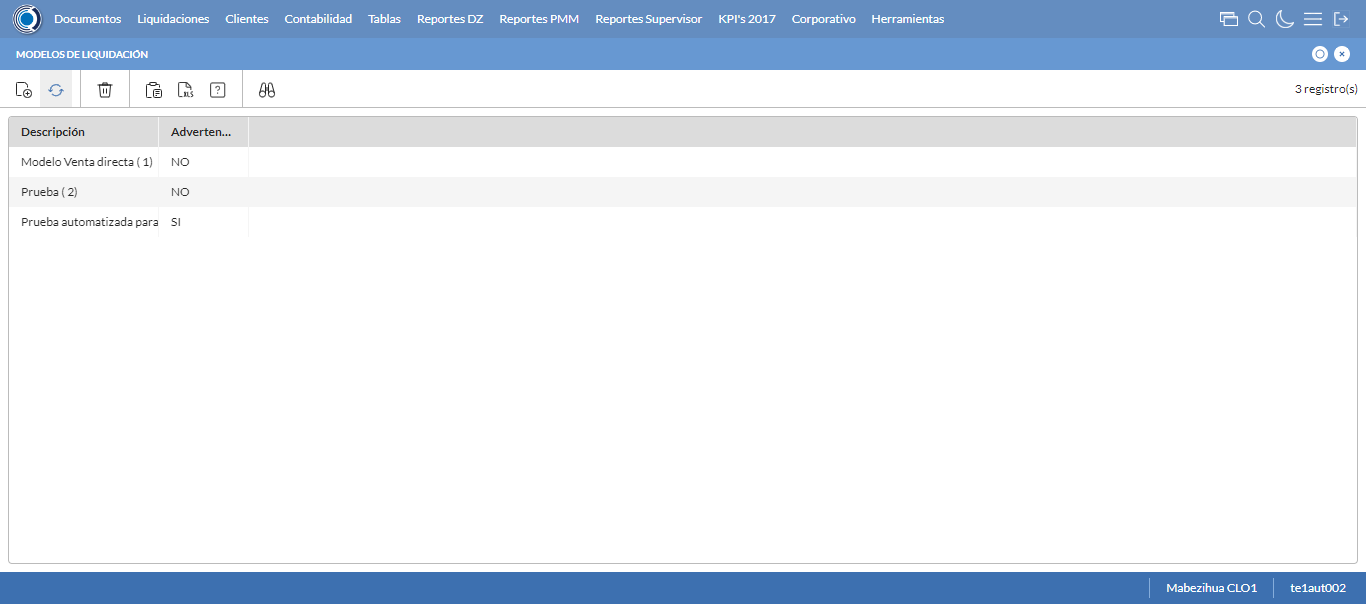 Documentos Liquidaciones Clientes Contabilidad Tablas Reportes DZ Reportes PMM Reportes Supervisor KPI's 2017 Corporativo Herramientas
MODELOS DE LIQUIDACIÓN
XLS ? 3 registro(s)
Descripción Adverten...
Modelo Venta directa ( 1) NO
Prueba ( 2) NO
Prueba automatizada para SI
Mabezihua CLO1 te1aut002